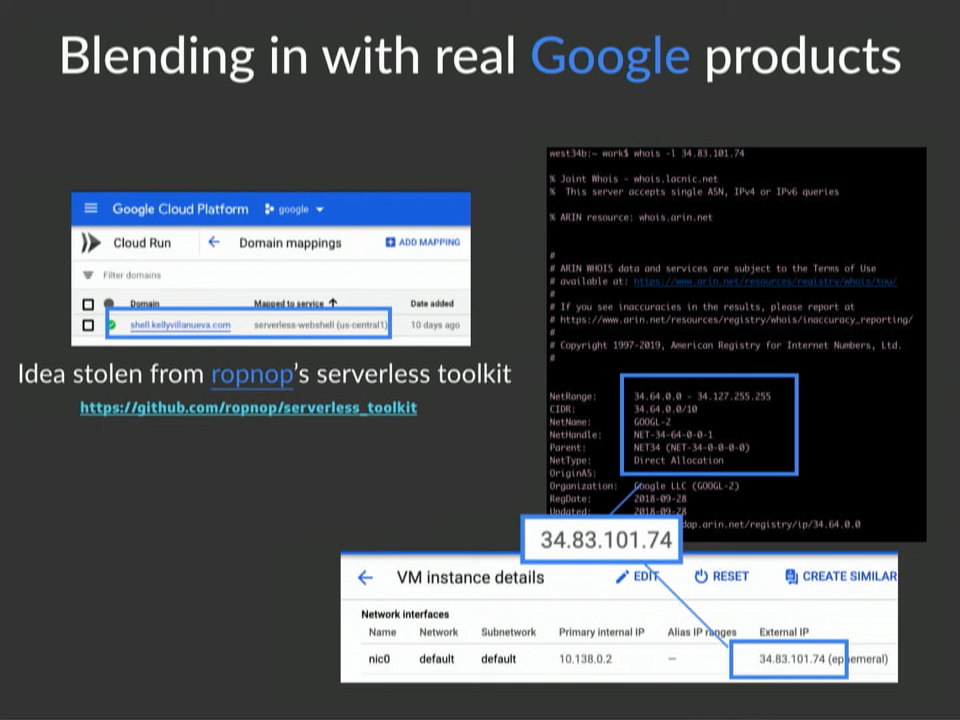 Blending in with real Google products
Google Cloud Platform google
Cloud Run Domain mappings ADD MAPPING
Filter domains
Domain Mapped to service Date added
shell.kellyvillanueva.com serverless-webshell (us-central1) 10 days ago
Idea stolen from ropnop's serverless toolkit
https://github.com/ropnop/serverless_toolkit
west34b:~ work$ whois -l 34.83.101.74
% Joint Whois - whois.lacnic.net
% This server accepts single ASN, IPv4 or IPv6 queries
% ARIN resource: whois.arin.net
#
# ARIN WHOIS data and services are subject to the Terms of Use
# available at: https://www.arin.net/resources/registry/whois/tou/
#
# If you see inaccuracies in the results, please report at
# https://www.arin.net/resources/registry/whois/inaccuracy_reporting/
#
# Copyright 1997-2019, American Registry for Internet Numbers, Ltd.
#
NetRange: 34.64.0.0 - 34.127.255.255
CIDR: 34.64.0.0/10
NetName: GOOGL-2
NetHandle: NET-34-64-0-0-1
Parent: NET34 (NET-34-0-0-0-0)
NetType: Direct Allocation
OriginAS:
Organization: Google LLC (GOOGL-2)
RegDate: 2018-09-28
Updated: 2018-09-28
dap.arin.net/registry/ip/34.64.0.0
34.83.101.74
VM instance details EDIT RESET CREATE SIMILAR
Network interfaces
Name Network Subnetwork Primary internal IP Alias IP ranges External IP
nic0 default default 10.138.0.2 — 34.83.101.74 (ephemeral)